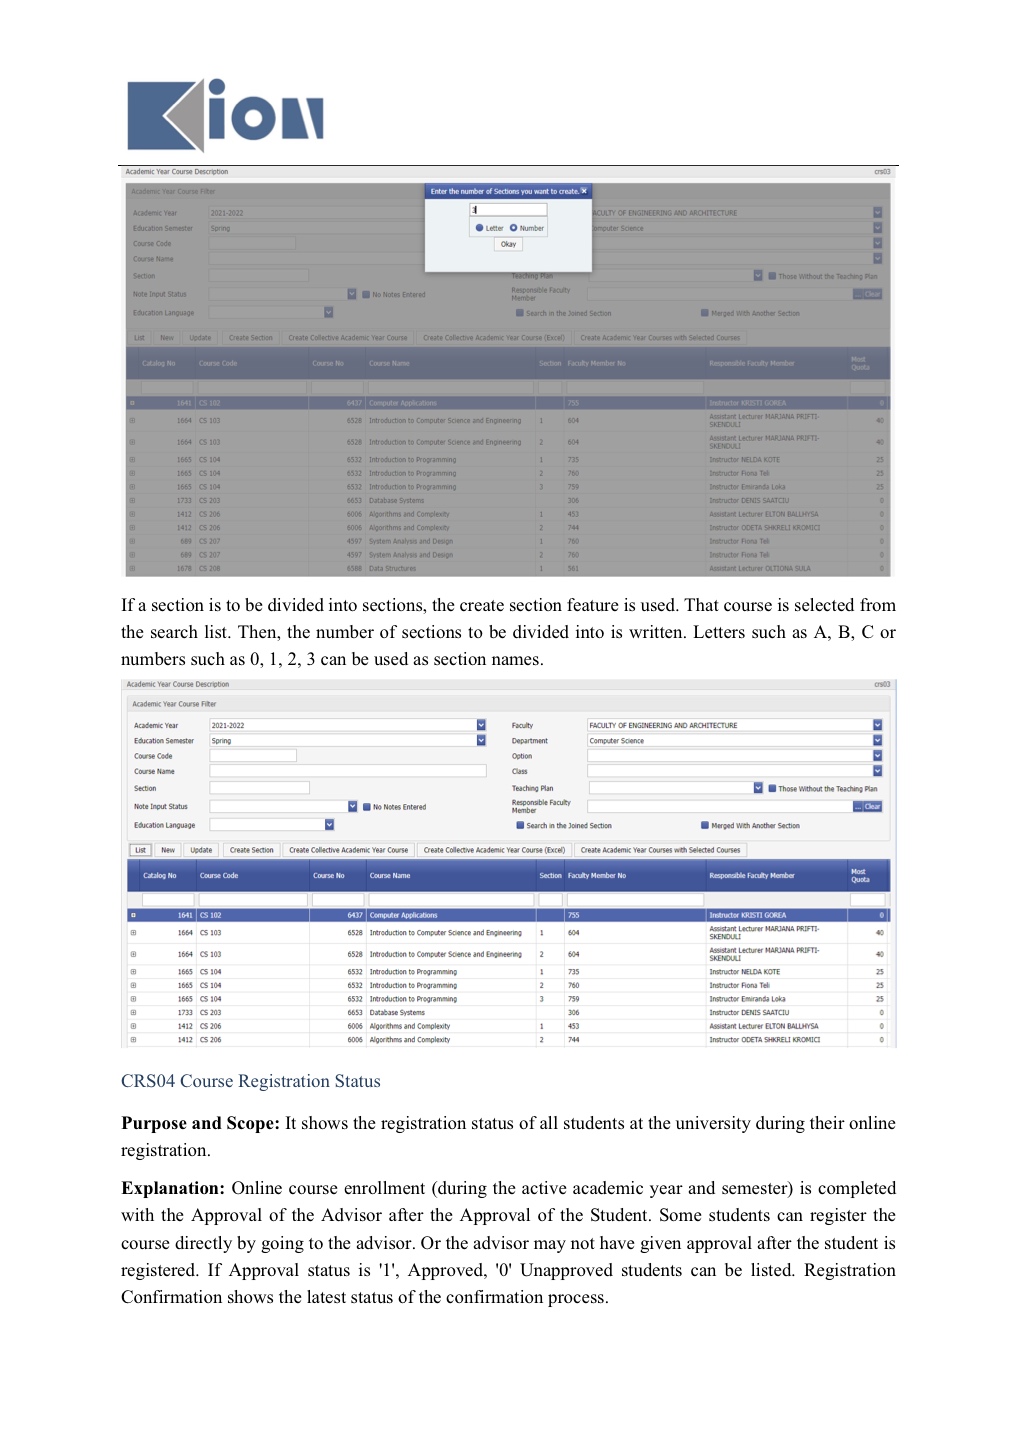 Kion
Academic Year Course Description crs03
Academic Year Course Filter
Enter the number of Sections you want to create.
Academic Year 2021-2022 FACULTY OF ENGINEERING AND ARCHITECTURE
3
Education Semester Spring Computer Science
Letter Number
Course Code
Okay
Course Name
Section Teaching Plan Those Without the Teaching Plan
Note Input Status No Notes Entered Responsible Faculty Member ... Clear
Education Language Search in the Joined Section Merged With Another Section
List New Update Create Section Create Collective Academic Year Course Create Collective Academic Year Course (Excel) Create Academic Year Courses with Selected Courses
Catalog No Course Code Course No Course Name Section Faculty Member No Responsible Faculty Member Most Quota
1641 CS 102 6437 Computer Applications 755 Instructor KRISTI GOREA 0
1664 CS 103 6528 Introduction to Computer Science and Engineering 1 604 Assistant Lecturer MARJANA PRIFTI-SKENDULI 40
1664 CS 103 6528 Introduction to Computer Science and Engineering 2 604 Assistant Lecturer MARJANA PRIFTI-SKENDULI 40
1665 CS 104 6532 Introduction to Programming 1 735 Instructor NELDA KOTE 25
1665 CS 104 6532 Introduction to Programming 2 760 Instructor Fiona Teli 25
1665 CS 104 6532 Introduction to Programming 3 759 Instructor Emiranda Loka 25
1733 CS 203 6653 Database Systems 306 Instructor DENIS SAATCIU 0
1412 CS 206 6006 Algorithms and Complexity 1 453 Assistant Lecturer ELTON BALLHYSA 0
1412 CS 206 6006 Algorithms and Complexity 2 744 Instructor ODETA SHKRELI KROMICI 0
689 CS 207 4597 System Analysis and Design 1 760 Instructor Fiona Teli 0
689 CS 207 4597 System Analysis and Design 2 760 Instructor Fiona Teli 0
1678 CS 208 6588 Data Structures 1 561 Assistant Lecturer OLTIONA SULA 0
If a section is to be divided into sections, the create section feature is used. That course is selected from
the search list. Then, the number of sections to be divided into is written. Letters such as A, B, C or
numbers such as 0, 1, 2, 3 can be used as section names.
Academic Year Course Description crs03
Academic Year Course Filter
Academic Year 2021-2022 Faculty FACULTY OF ENGINEERING AND ARCHITECTURE
Education Semester Spring Department Computer Science
Course Code Option
Course Name Class
Section Teaching Plan Those Without the Teaching Plan
Note Input Status No Notes Entered Responsible Faculty Member ... Clear
Education Language Search in the Joined Section Merged With Another Section
List New Update Create Section Create Collective Academic Year Course Create Collective Academic Year Course (Excel) Create Academic Year Courses with Selected Courses
Catalog No Course Code Course No Course Name Section Faculty Member No Responsible Faculty Member Most Quota
1641 CS 102 6437 Computer Applications 755 Instructor KRISTI GOREA 0
1664 CS 103 6528 Introduction to Computer Science and Engineering 1 604 Assistant Lecturer MARJANA PRIFTI-SKENDULI 40
1664 CS 103 6528 Introduction to Computer Science and Engineering 2 604 Assistant Lecturer MARJANA PRIFTI-SKENDULI 40
1665 CS 104 6532 Introduction to Programming 1 735 Instructor NELDA KOTE 25
1665 CS 104 6532 Introduction to Programming 2 760 Instructor Fiona Teli 25
1665 CS 104 6532 Introduction to Programming 3 759 Instructor Emiranda Loka 25
1733 CS 203 6653 Database Systems 306 Instructor DENIS SAATCIU 0
1412 CS 206 6006 Algorithms and Complexity 1 453 Assistant Lecturer ELTON BALLHYSA 0
1412 CS 206 6006 Algorithms and Complexity 2 744 Instructor ODETA SHKRELI KROMICI 0
CRS04 Course Registration Status
Purpose and Scope: It shows the registration status of all students at the university during their online
registration.
Explanation: Online course enrollment (during the active academic year and semester) is completed
with the Approval of the Advisor after the Approval of the Student. Some students can register the
course directly by going to the advisor. Or the advisor may not have given approval after the student is
registered. If Approval status is '1', Approved, '0' Unapproved students can be listed. Registration
Confirmation shows the latest status of the confirmation process.